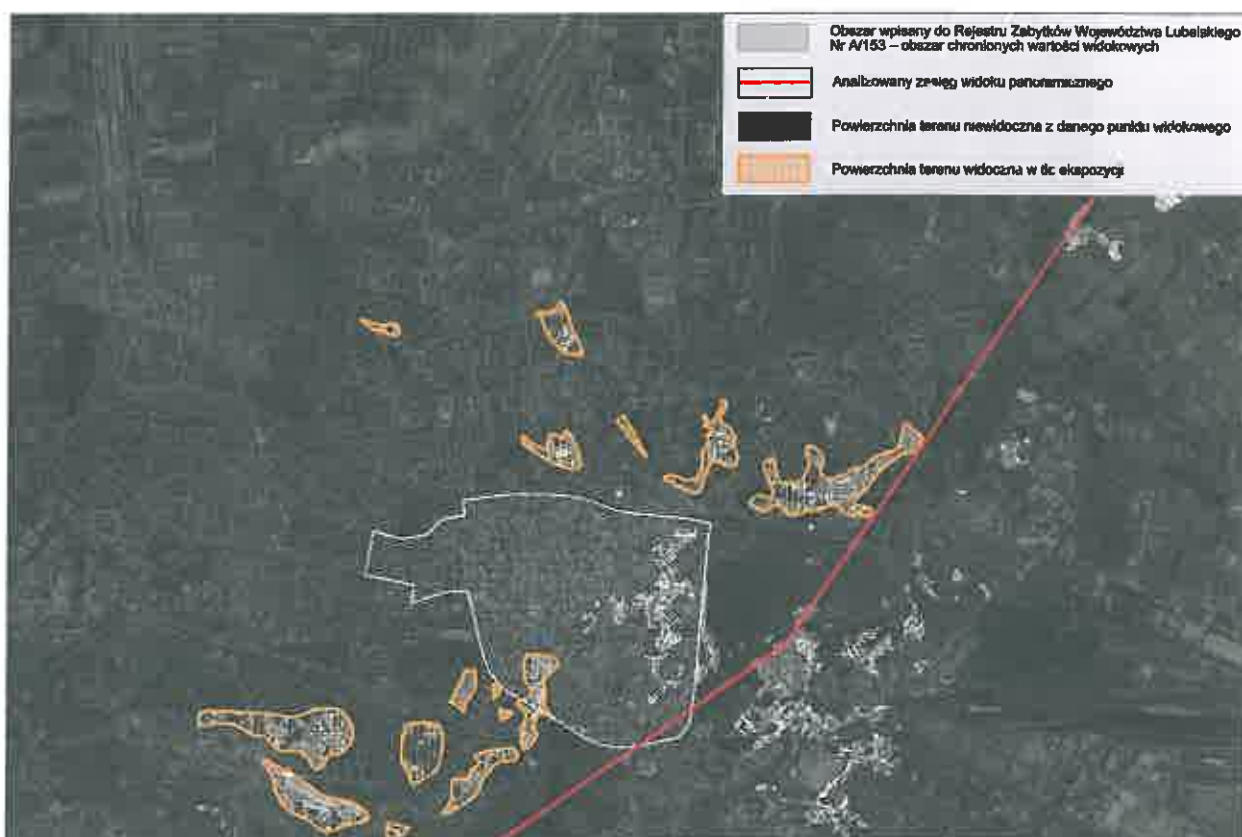 Obszar wpisany do Rejestru Zabytków Województwa Lubelskiego
Nr A/153 – obszar chronionych wartości widokowych
Analizowany zasięg widoku panoramicznego
Powierzchnia terenu niewidoczna z danego punktu widokowego
Powierzchnia terenu widoczna w tle ekspozycji